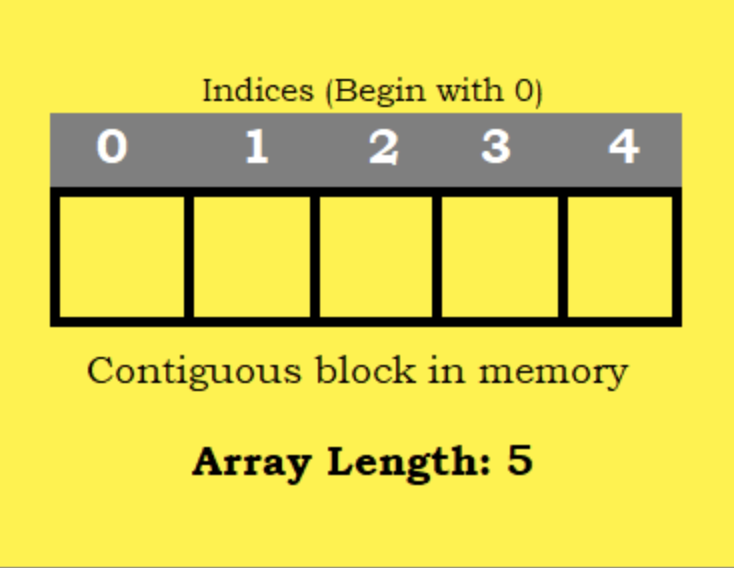 Indices (Begin with 0)
0 1 2 3 4
Contiguous block in memory
Array Length: 5